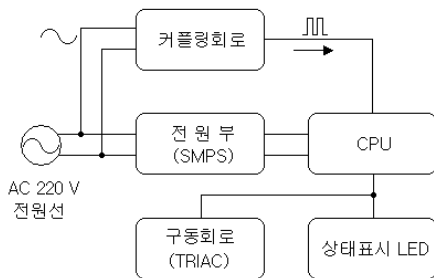 커플링회로
전 원 부
(SMPS)
CPU
AC 220 V
전원선
구동회로
(TRIAC)
상태표시 LED